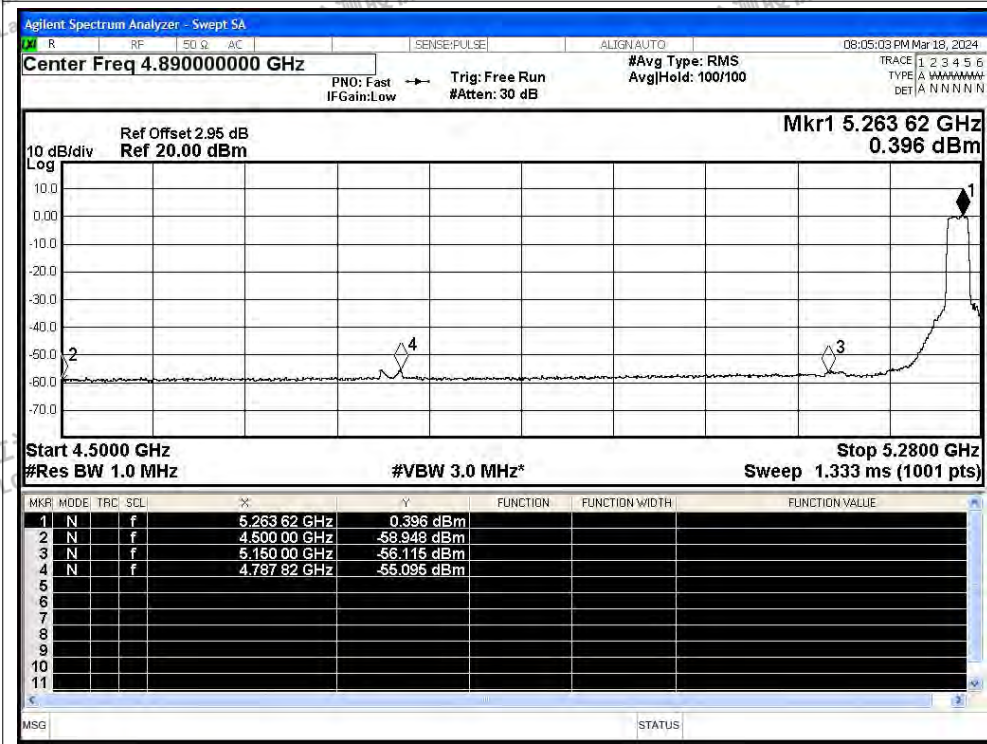 Agilent Spectrum Analyzer - Swept SA
LXI R RF 50 Ω AC SENSE:PULSE ALIGN AUTO 08:05:03 PM Mar 18, 2024
Center Freq 4.890000000 GHz
PNO: Fast
IFGain:Low
Trig: Free Run
#Atten: 30 dB
#Avg Type: RMS
Avg|Hold: 100/100
TRACE 1 2 3 4 5 6
TYPE A WWWWWW
DET A N N N N N
Ref Offset 2.95 dB
Ref 20.00 dBm
Mkr1 5.263 62 GHz
0.396 dBm
10 dB/div
Log
10.0
0.00
-10.0
-20.0
-30.0
-40.0
-50.0
-60.0
-70.0
1
2
4
3
Start 4.5000 GHz
#Res BW 1.0 MHz
#VBW 3.0 MHz*
Stop 5.2800 GHz
Sweep 1.333 ms (1001 pts)
MKR MODE TRC SCL X Y FUNCTION FUNCTION WIDTH FUNCTION VALUE
1 N f 5.263 62 GHz 0.396 dBm
2 N f 4.500 00 GHz -58.948 dBm
3 N f 5.150 00 GHz -56.115 dBm
4 N f 4.787 82 GHz -55.095 dBm
5
6
7
8
9
10
11
MSG
STATUS